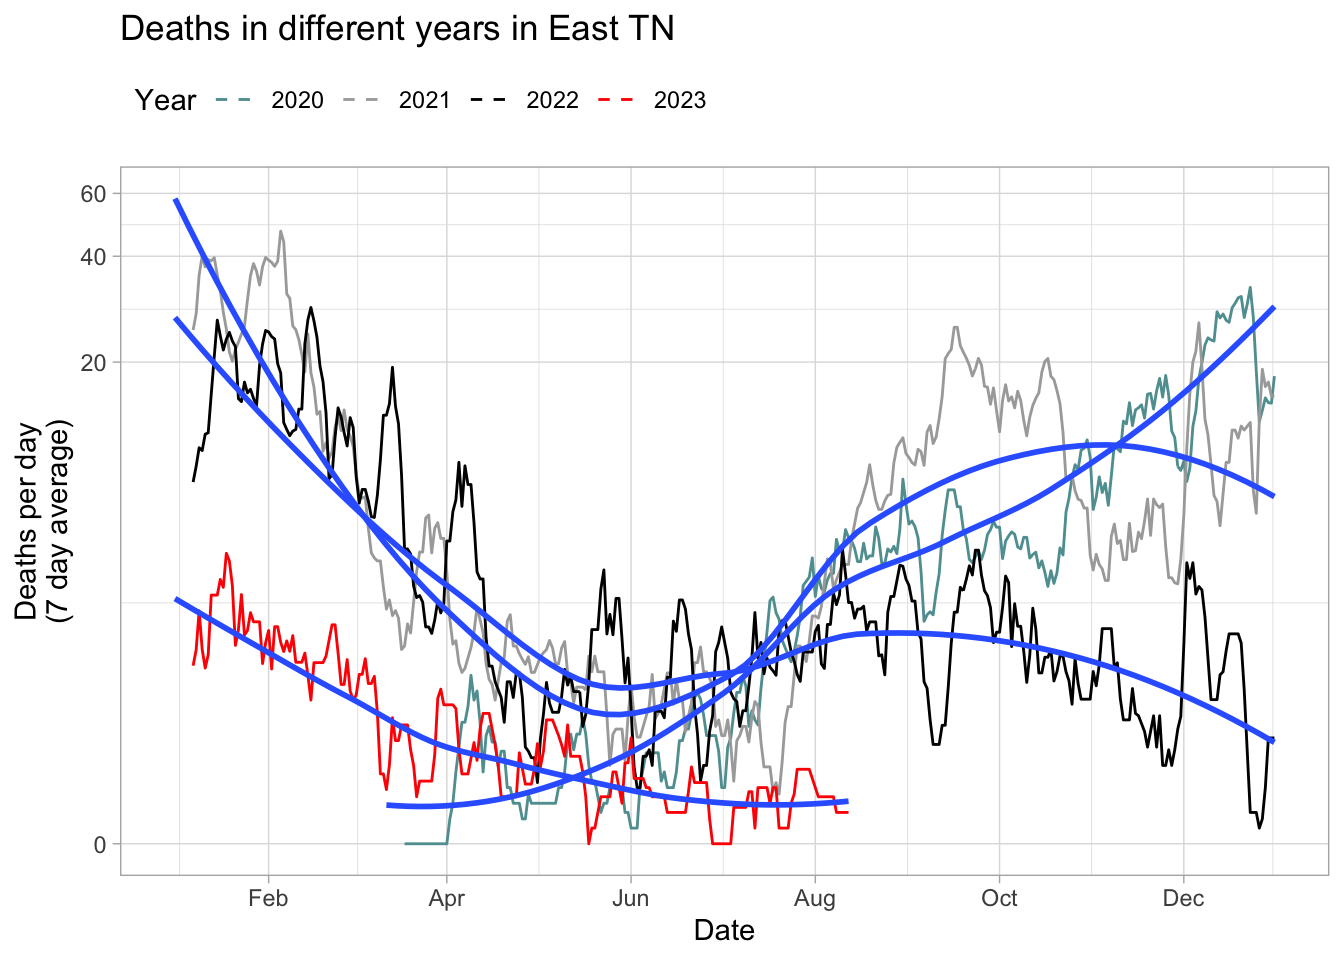 Deaths in different years in East TN
Year 2020 2021 2022 2023
60
40
20
0
Deaths per day
(7 day average)
Feb Apr Jun Aug Oct Dec
Date